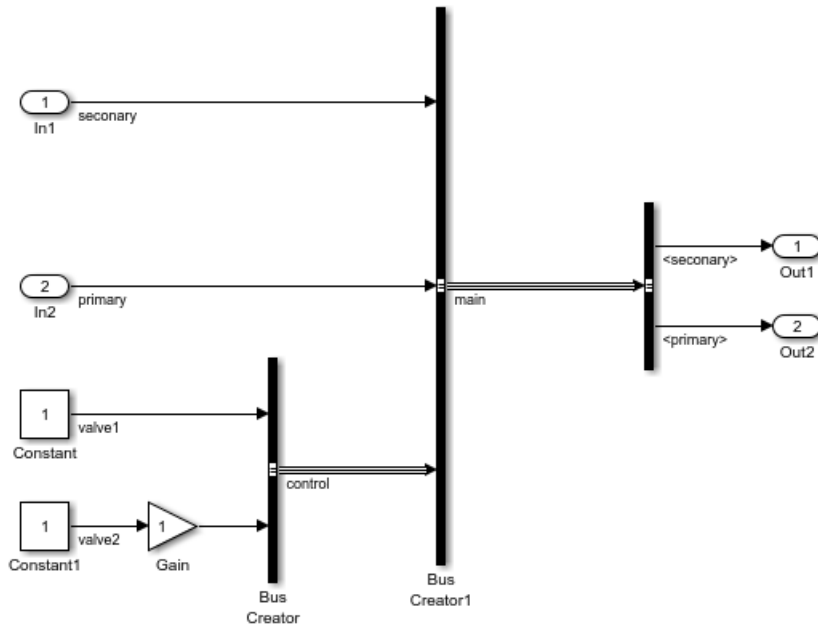 1
In1
seconary
2
In2
primary
1
Constant
valve1
1
Constant1
valve2
1
Gain
Bus
Creator
control
Bus
Creator1
main
<seconary>
1
Out1
<primary>
2
Out2